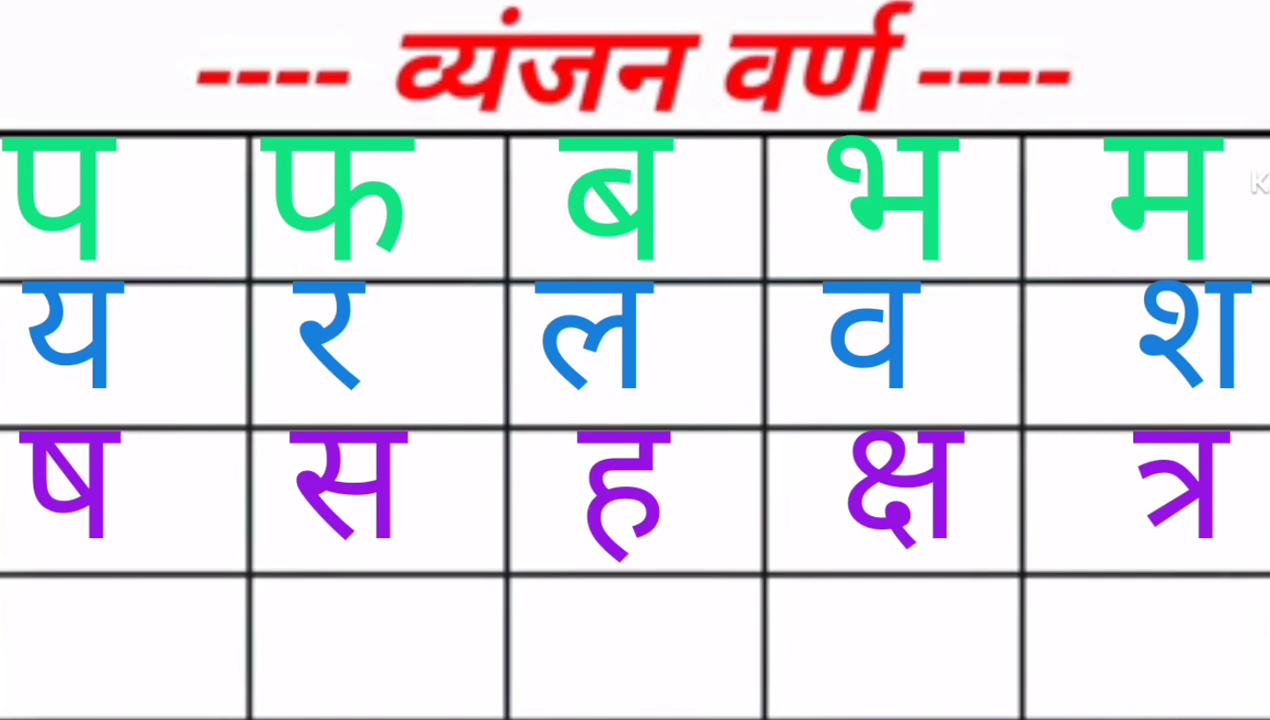 ---- व्यंजन वर्ण ----
प फ ब भ म
य र ल व श
ष स ह क्ष त्र